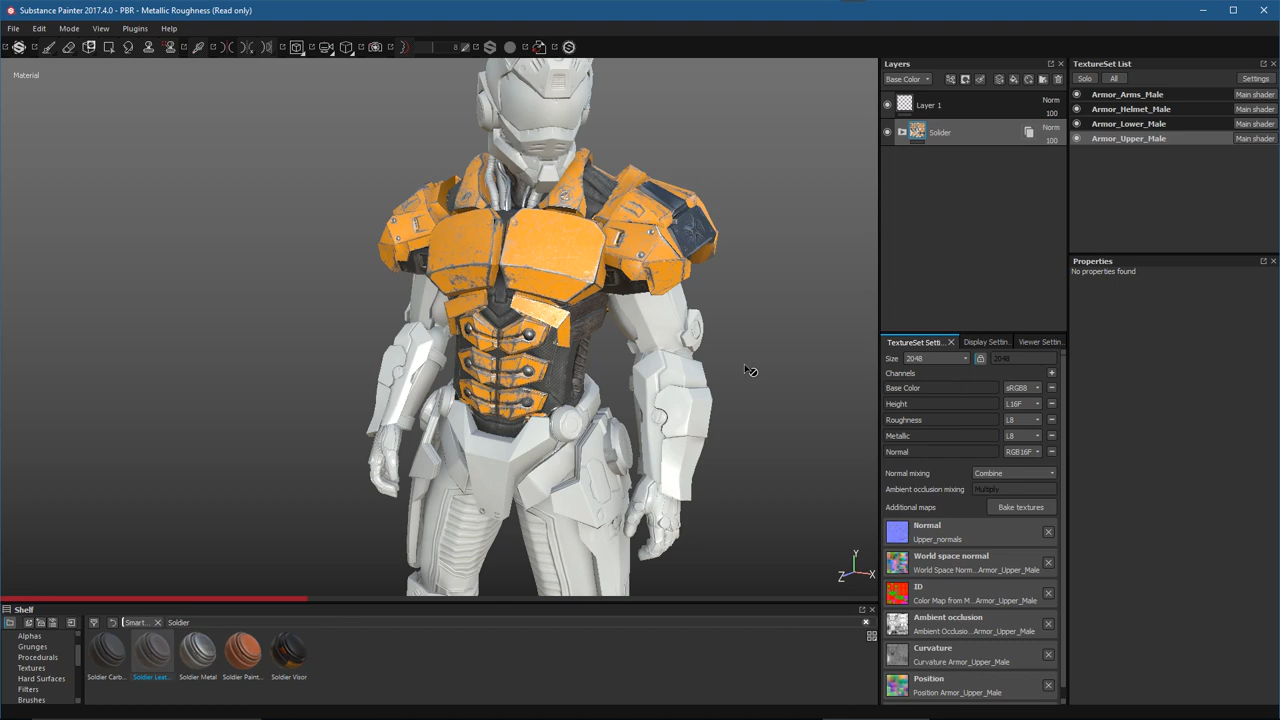 Substance Painter 2017.4.0 - PBR - Metallic Roughness (Read only)
File Edit Mode View Plugins Help
8
Material
Layers
Base Color
Layer 1 Norm 100
Solider Norm 100
TextureSet List
Solo All Settings
Armor_Arms_Male Main shader
Armor_Helmet_Male Main shader
Armor_Lower_Male Main shader
Armor_Upper_Male Main shader
Properties
No properties found
TextureSet Setti... Display Settin... Viewer Settin...
Size 2048 2048
Channels
Base Color sRGB8
Height L16F
Roughness L8
Metallic L8
Normal RGB16F
Normal mixing Combine
Ambient occlusion mixing Multiply
Additional maps Bake textures
Normal
Upper_normals
World space normal
World Space Norm...Armor_Upper_Male
ID
Color Map from M...Armor_Upper_Male
Ambient occlusion
Ambient Occlusio...Armor_Upper_Male
Curvature
Curvature Armor_Upper_Male
Position
Position Armor_Upper_Male
Y
Z X
Shelf
Smart... Soldier
Alphas
Grunges
Procedurals
Textures
Hard Surfaces
Filters
Brushes
Soldier Carb... Soldier Leat... Soldier Metal Soldier Paint... Soldier Visor